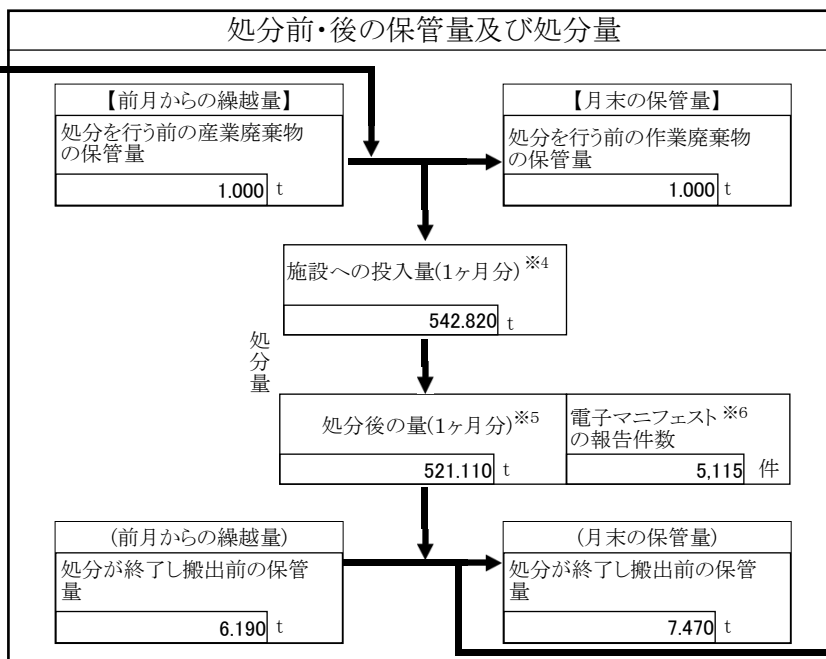 処分前・後の保管量及び処分量
【前月からの繰越量】
処分を行う前の産業廃棄物
の保管量
1.000 t
【月末の保管量】
処分を行う前の作業廃棄物
の保管量
1.000 t
施設への投入量(1ヶ月分)※4
542.820 t
処分量
処分後の量(1ヶ月分)※5
521.110 t
電子マニフェスト※6
の報告件数
5,115 件
(前月からの繰越量)
処分が終了し搬出前の保管
量
6.190 t
(月末の保管量)
処分が終了し搬出前の保管
量
7.470 t